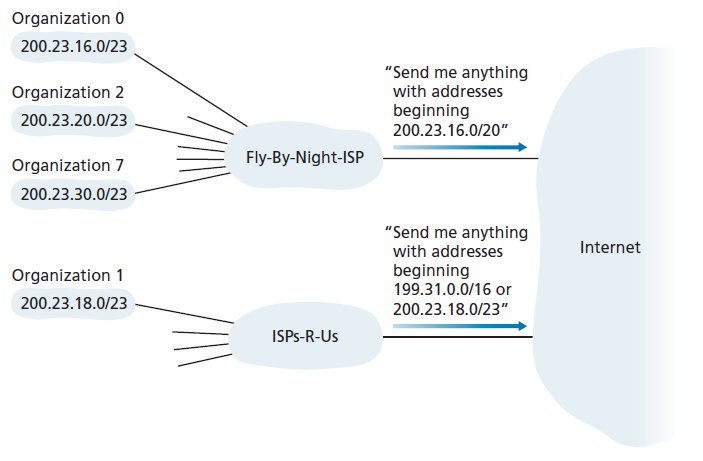 Organization 0
200.23.16.0/23
Organization 2
200.23.20.0/23
Organization 7
200.23.30.0/23
Fly-By-Night-ISP
“Send me anything
with addresses
beginning
200.23.16.0/20”
Organization 1
200.23.18.0/23
ISPs-R-Us
“Send me anything
with addresses
beginning
199.31.0.0/16 or
200.23.18.0/23”
Internet